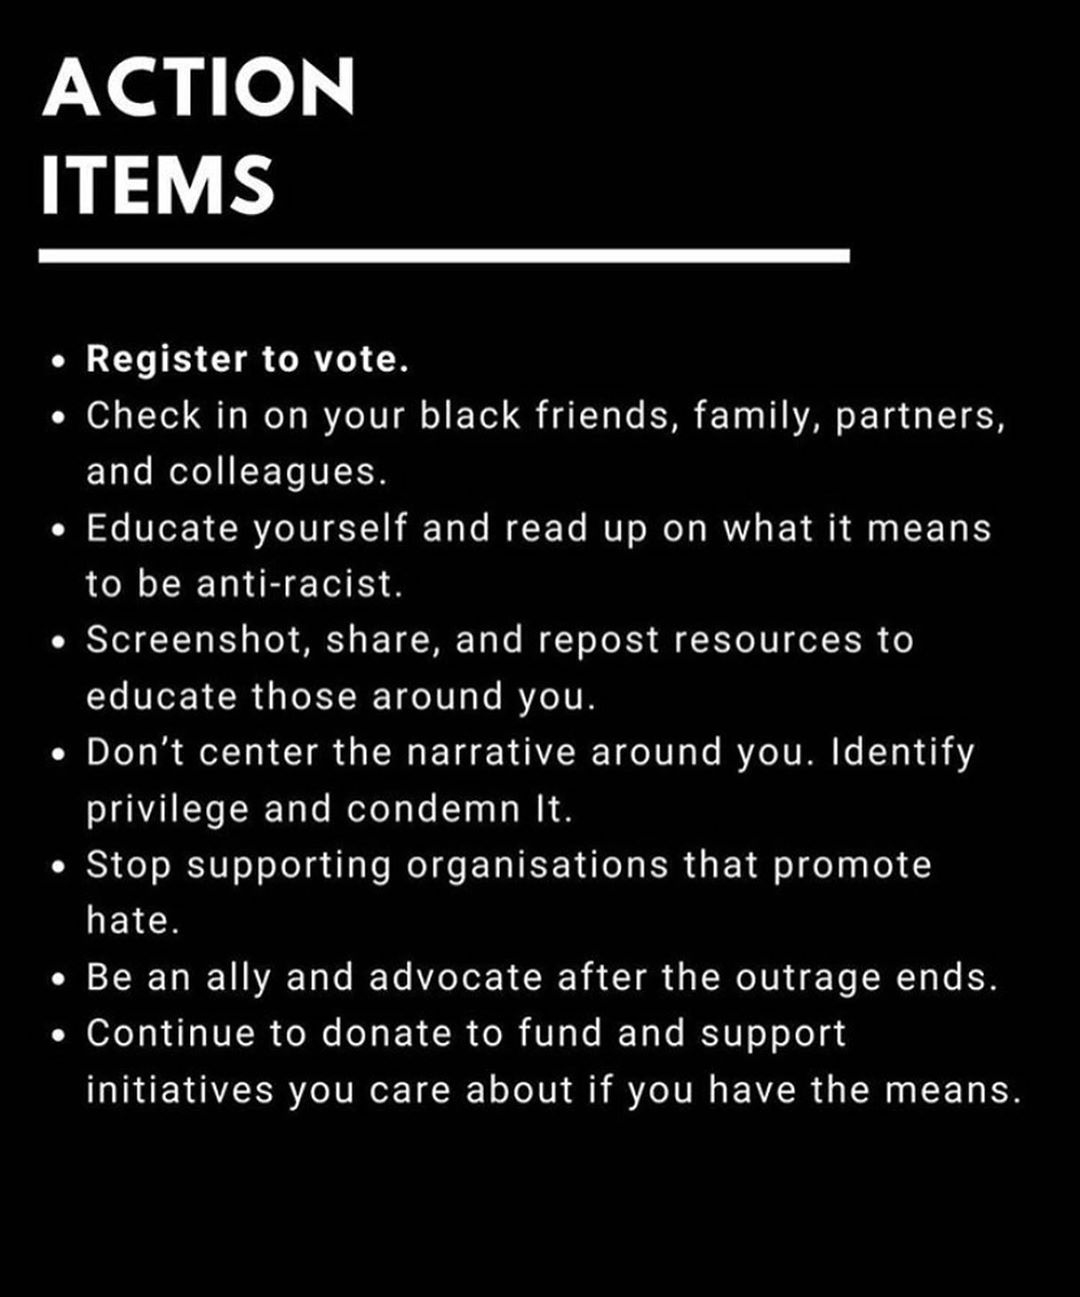 ACTION
ITEMS
• Register to vote.
• Check in on your black friends, family, partners,
and colleagues.
• Educate yourself and read up on what it means
to be anti-racist.
• Screenshot, share, and repost resources to
educate those around you.
• Don't center the narrative around you. Identify
privilege and condemn It.
• Stop supporting organisations that promote
hate.
• Be an ally and advocate after the outrage ends.
• Continue to donate to fund and support
initiatives you care about if you have the means.